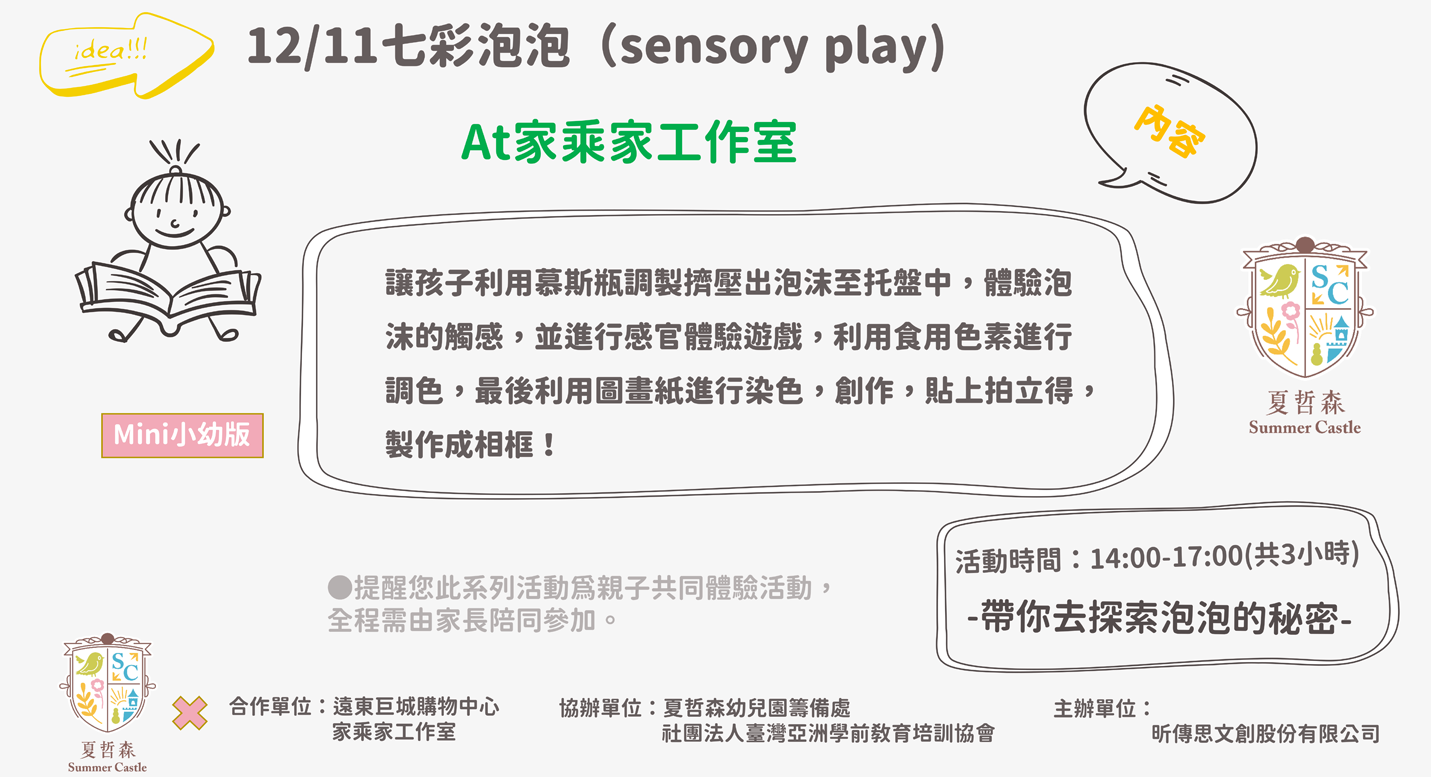 idea!!!
12/11七彩泡泡（sensory play)
At家乘家工作室
內容
讓孩子利用慕斯瓶調製擠壓出泡沫至托盤中，體驗泡
沫的觸感，並進行感官體驗遊戲，利用食用色素進行
調色，最後利用圖畫紙進行染色，創作，貼上拍立得，
製作成相框！
SC
夏哲森
Summer Castle
Mini小幼版
活動時間：14:00-17:00(共3小時)
-帶你去探索泡泡的秘密-
●提醒您此系列活動為親子共同體驗活動，
全程需由家長陪同參加。
SC
夏哲森
Summer Castle
合作單位：遠東巨城購物中心
家乘家工作室
協辦單位：夏哲森幼兒園籌備處
社團法人臺灣亞洲學前教育培訓協會
主辦單位：
昕傳思文創股份有限公司